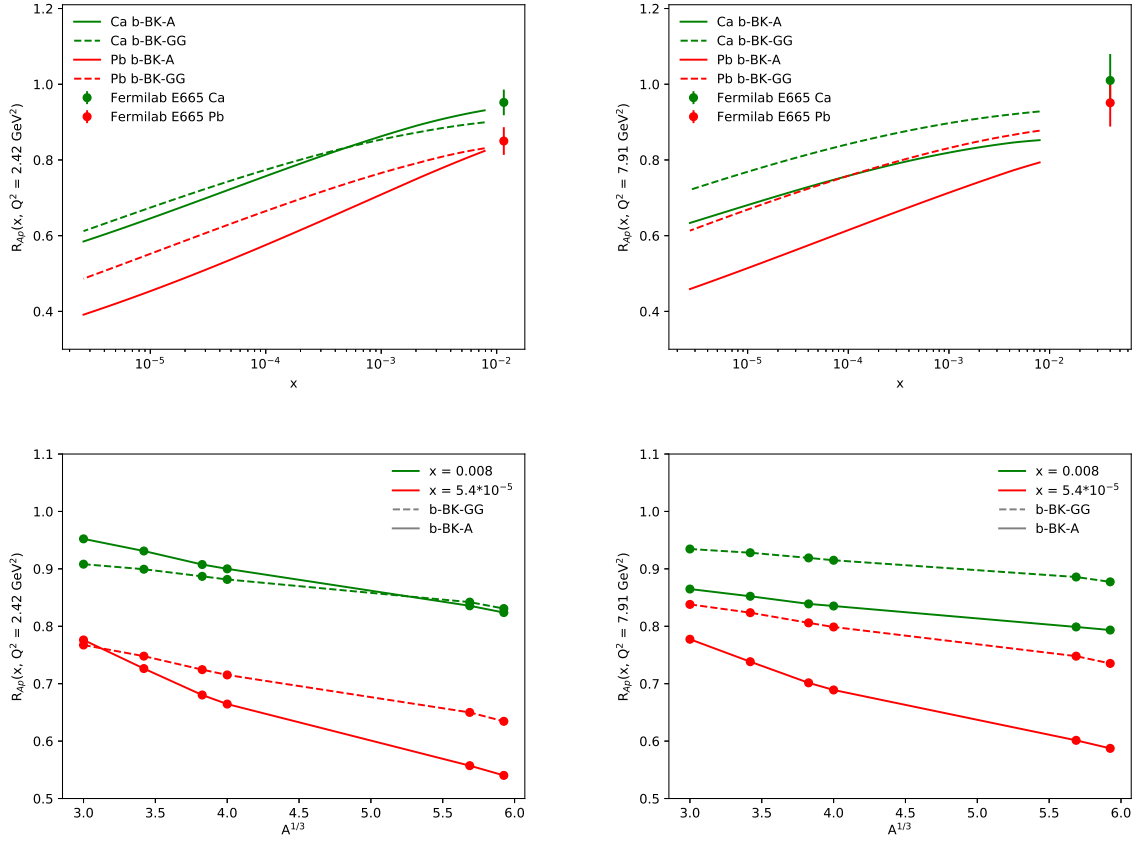 1.2
1.0
0.8
0.6
0.4
R_{Ap}(x, Q² = 2.42 GeV²)
Ca b-BK-A
Ca b-BK-GG
Pb b-BK-A
Pb b-BK-GG
Fermilab E665 Ca
Fermilab E665 Pb
10⁻⁵
10⁻⁴
10⁻³
10⁻²
x
1.2
1.0
0.8
0.6
0.4
R_{Ap}(x, Q² = 7.91 GeV²)
Ca b-BK-A
Ca b-BK-GG
Pb b-BK-A
Pb b-BK-GG
Fermilab E665 Ca
Fermilab E665 Pb
10⁻⁵
10⁻⁴
10⁻³
10⁻²
x
1.1
1.0
0.9
0.8
0.7
0.6
0.5
R_{Ap}(x, Q² = 2.42 GeV²)
x = 0.008
x = 5.4*10⁻⁵
b-BK-GG
b-BK-A
3.0
3.5
4.0
4.5
5.0
5.5
6.0
A^{1/3}
1.1
1.0
0.9
0.8
0.7
0.6
0.5
R_{Ap}(x, Q² = 7.91 GeV²)
x = 0.008
x = 5.4*10⁻⁵
b-BK-GG
b-BK-A
3.0
3.5
4.0
4.5
5.0
5.5
6.0
A^{1/3}